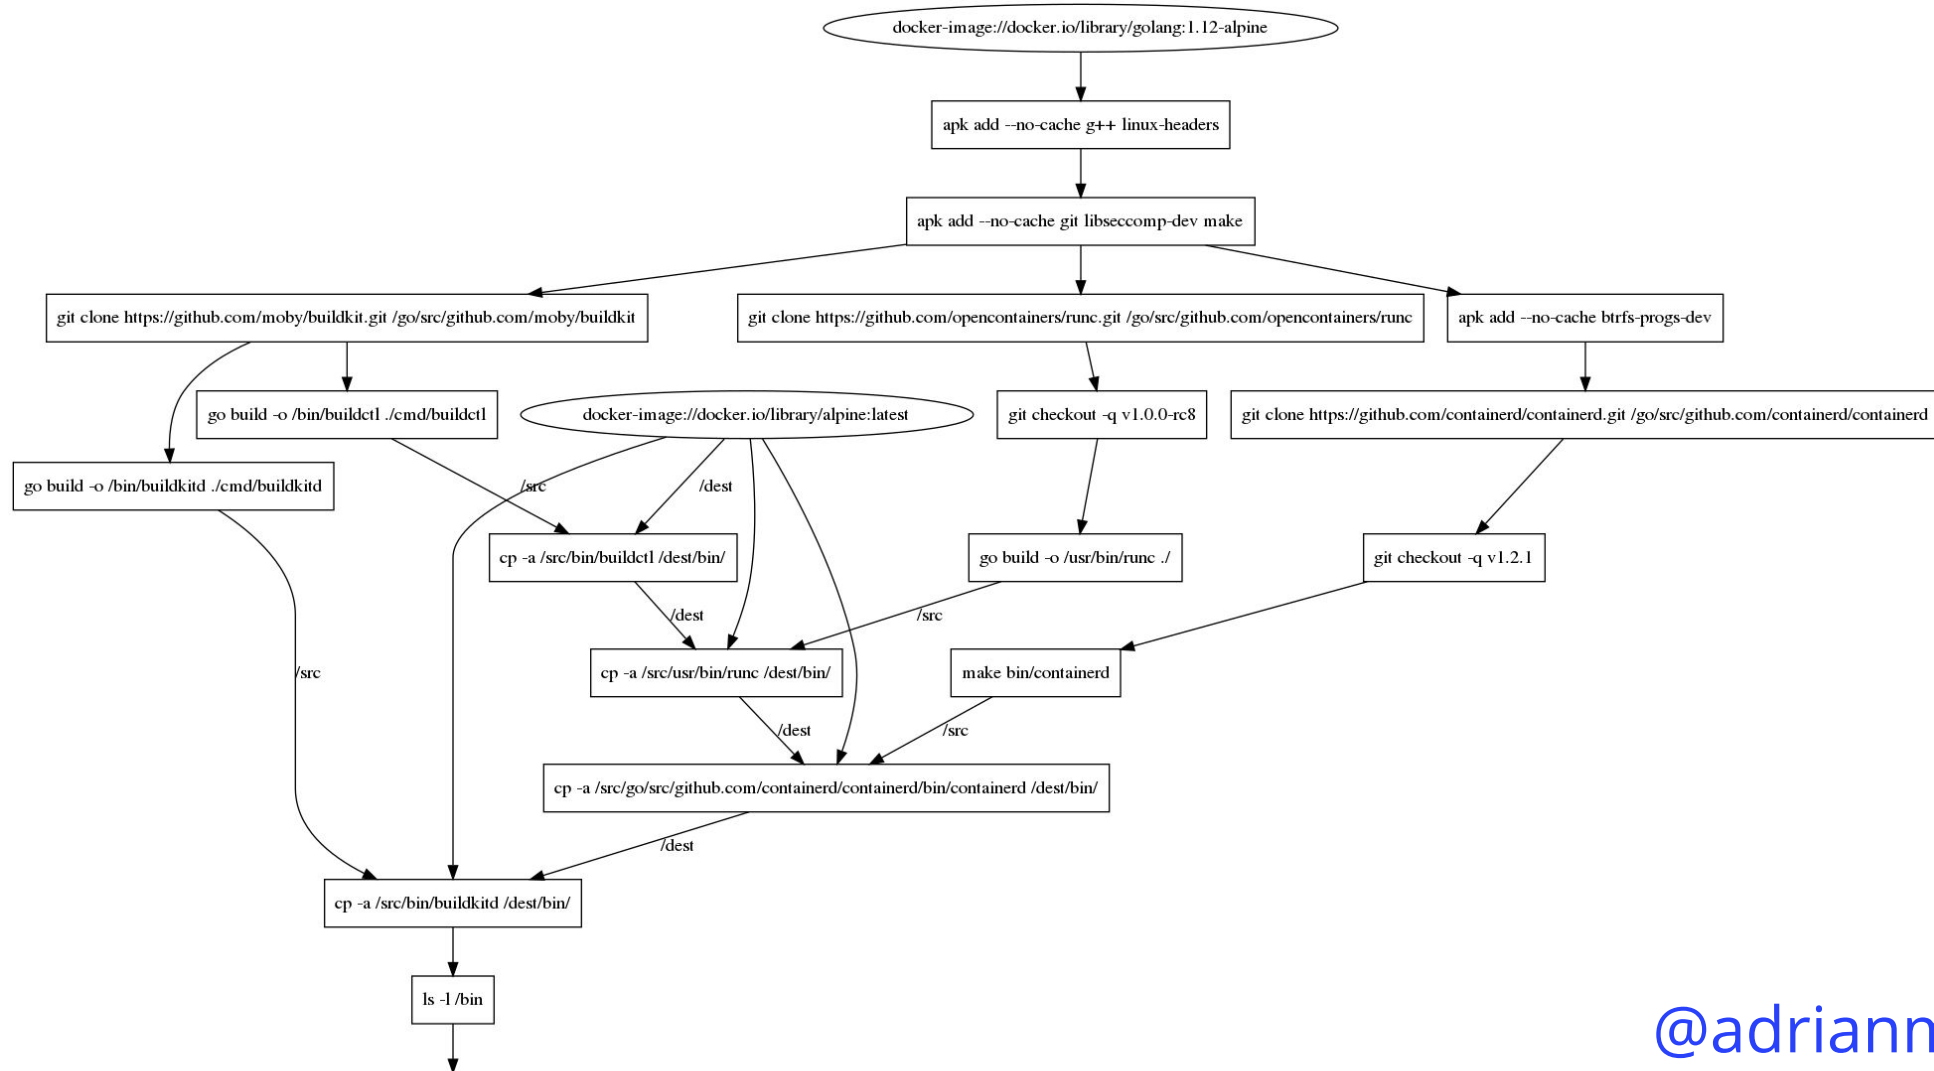 docker-image://docker.io/library/golang:1.12-alpine
apk add --no-cache g++ linux-headers
apk add --no-cache git libseccomp-dev make
git clone https://github.com/moby/buildkit.git /go/src/github.com/moby/buildkit
git clone https://github.com/opencontainers/runc.git /go/src/github.com/opencontainers/runc
apk add --no-cache btrfs-progs-dev
go build -o /bin/buildctl ./cmd/buildctl
docker-image://docker.io/library/alpine:latest
git checkout -q v1.0.0-rc8
git clone https://github.com/containerd/containerd.git /go/src/github.com/containerd/containerd
go build -o /bin/buildkitd ./cmd/buildkitd
/src
/dest
cp -a /src/bin/buildctl /dest/bin/
go build -o /usr/bin/runc ./
git checkout -q v1.2.1
/dest
/src
/src
cp -a /src/usr/bin/runc /dest/bin/
make bin/containerd
/dest
/src
cp -a /src/go/src/github.com/containerd/containerd/bin/containerd /dest/bin/
/dest
cp -a /src/bin/buildkitd /dest/bin/
ls -l /bin
@adriann